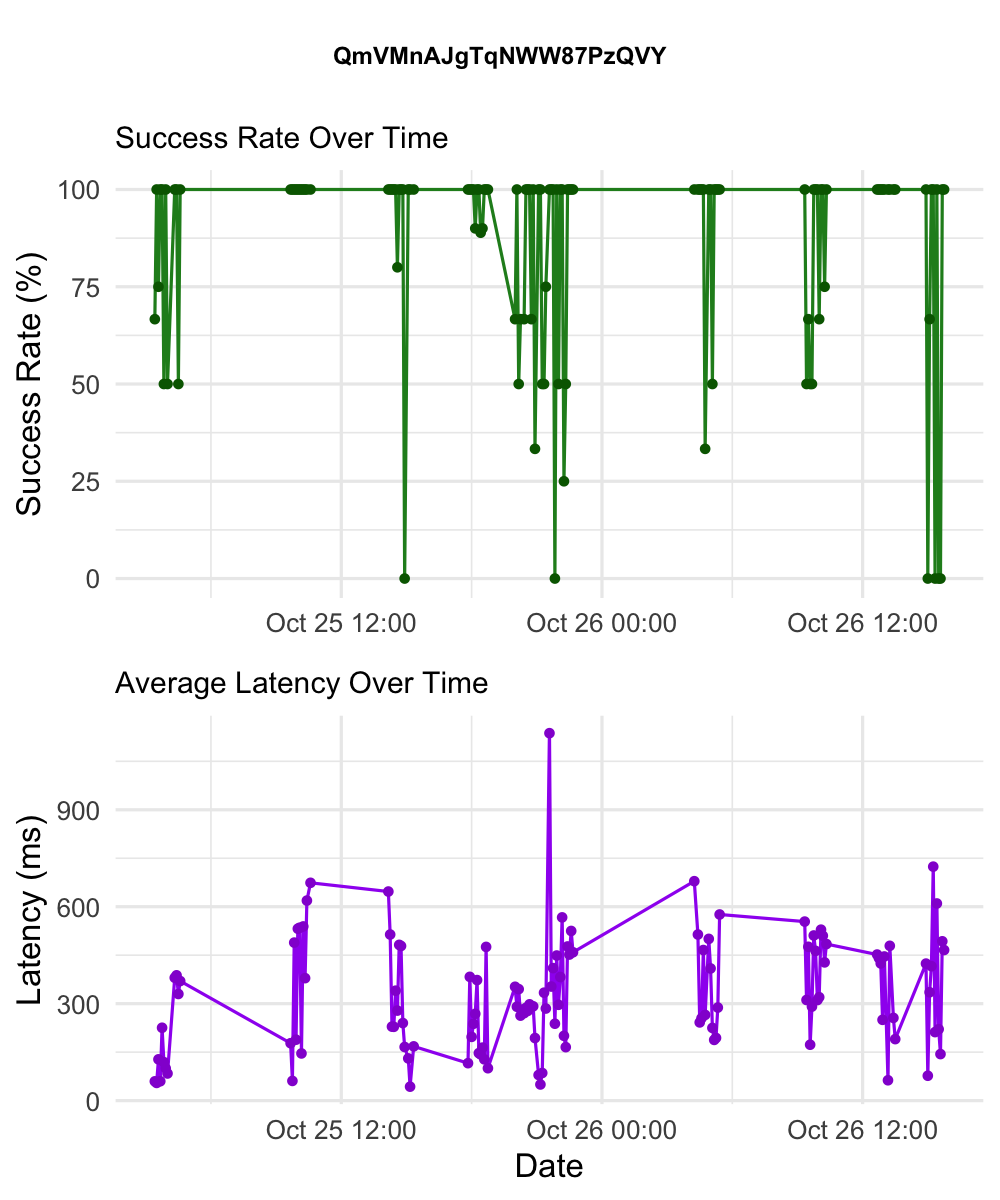 QmVMnAJgTqNWW87PzQVY
Success Rate Over Time
Success Rate (%)
100
75
50
25
0
Oct 25 12:00 Oct 26 00:00 Oct 26 12:00
Average Latency Over Time
Latency (ms)
900
600
300
0
Oct 25 12:00 Oct 26 00:00 Oct 26 12:00
Date